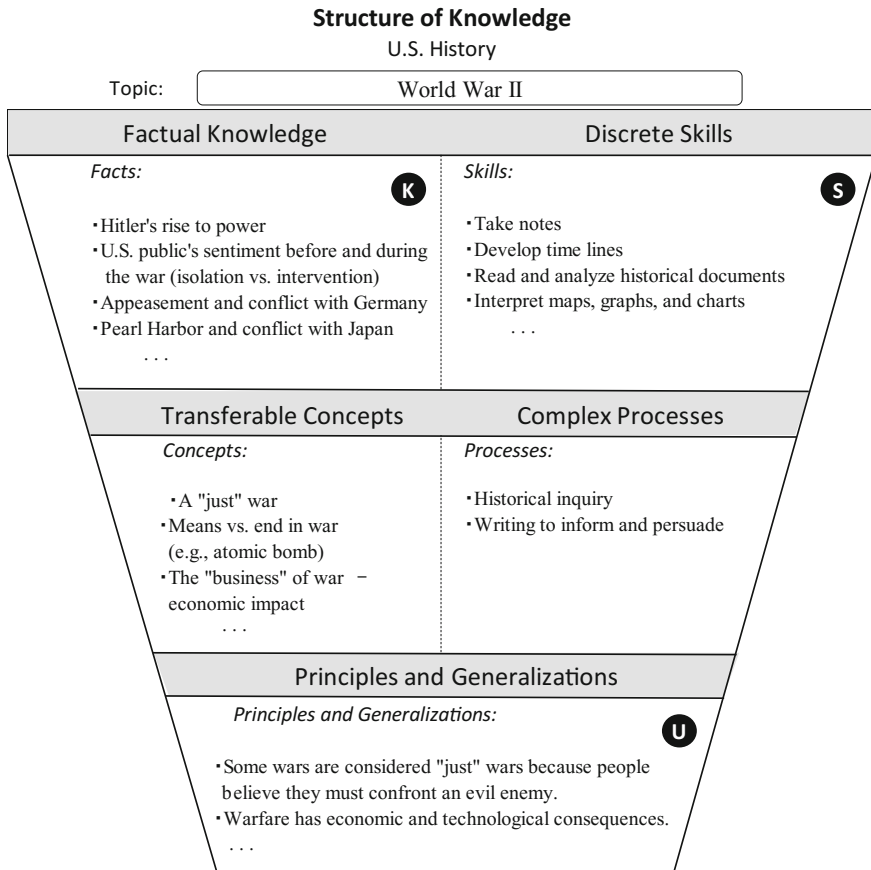 Structure of Knowledge
U.S. History
Topic: World War II
Factual Knowledge
Discrete Skills
Facts:
K
·Hitler's rise to power
·U.S. public's sentiment before and during
the war (isolation vs. intervention)
·Appeasement and conflict with Germany
·Pearl Harbor and conflict with Japan
. . .
Skills:
S
·Take notes
·Develop time lines
·Read and analyze historical documents
·Interpret maps, graphs, and charts
. . .
Transferable Concepts
Complex Processes
Concepts:
·A "just" war
·Means vs. end in war
(e.g., atomic bomb)
·The "business" of war –
economic impact
. . .
Processes:
·Historical inquiry
·Writing to inform and persuade
Principles and Generalizations
Principles and Generalizations:
U
·Some wars are considered "just" wars because people
believe they must confront an evil enemy.
·Warfare has economic and technological consequences.
. . .